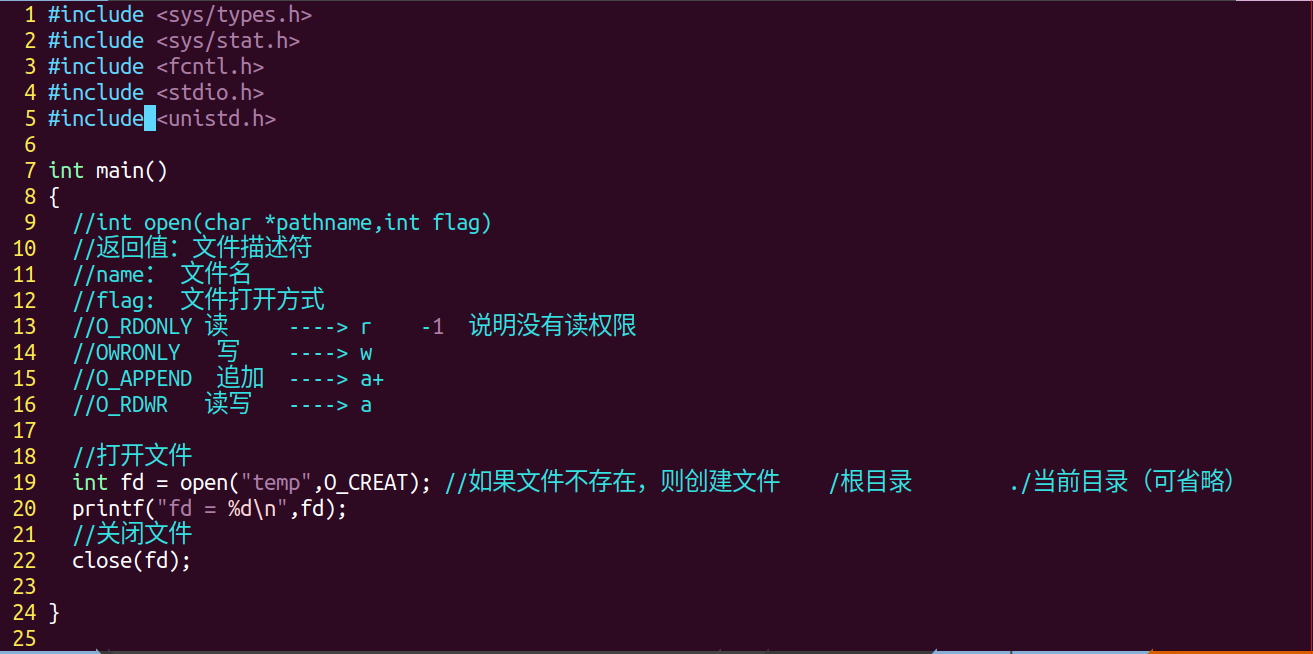 1 #include <sys/types.h>
2 #include <sys/stat.h>
3 #include <fcntl.h>
4 #include <stdio.h>
5 #include <unistd.h>
6
7 int main()
8 {
9   //int open(char *pathname,int flag)
10   //返回值：文件描述符
11   //name： 文件名
12   //flag： 文件打开方式
13   //O_RDONLY 读     ----> r    -1  说明没有读权限
14   //OWRONLY   写    ----> w
15   //O_APPEND  追加  ----> a+
16   //O_RDWR   读写   ----> a
17
18   //打开文件
19   int fd = open("temp",O_CREAT); //如果文件不存在，则创建文件    /根目录        ./当前目录（可省略）
20   printf("fd = %d\n",fd);
21   //关闭文件
22   close(fd);
23
24 }
25